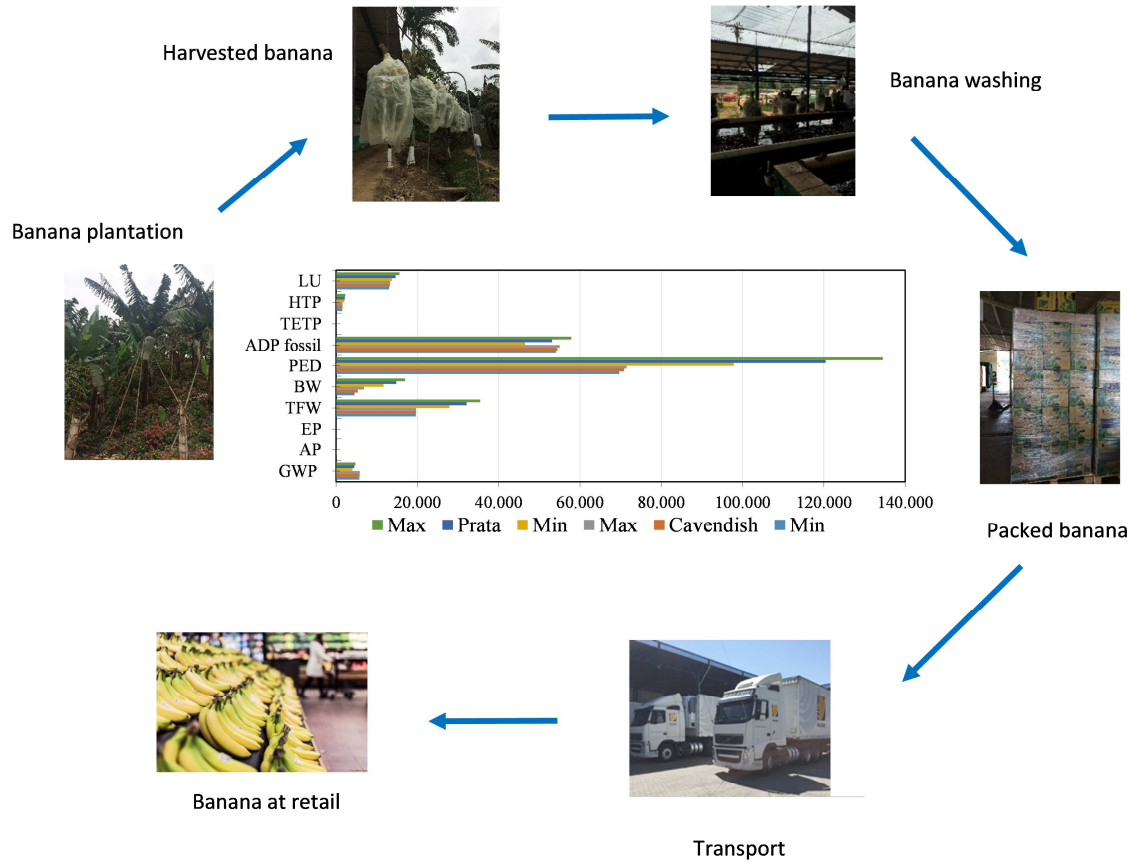 Harvested banana
Banana washing
Banana plantation
LU
HTP
TETP
ADP fossil
PED
BW
TFW
EP
AP
GWP
0 20.000 40.000 60.000 80.000 100.000 120.000 140.000
Max Prata Min Max Cavendish Min
Packed banana
Banana at retail
Transport